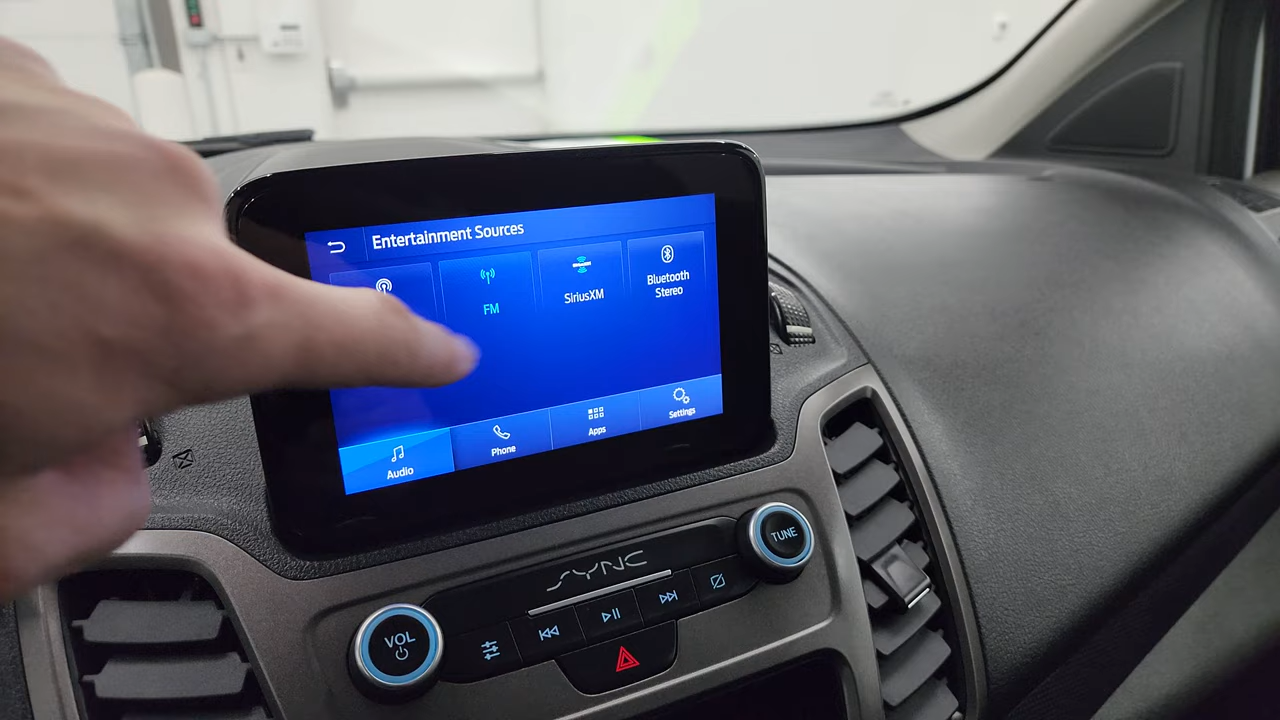 Entertainment Sources
FM
SiriusXM
Bluetooth
Stereo
Audio
Phone
Apps
Settings
SYNC
TUNE
VOL